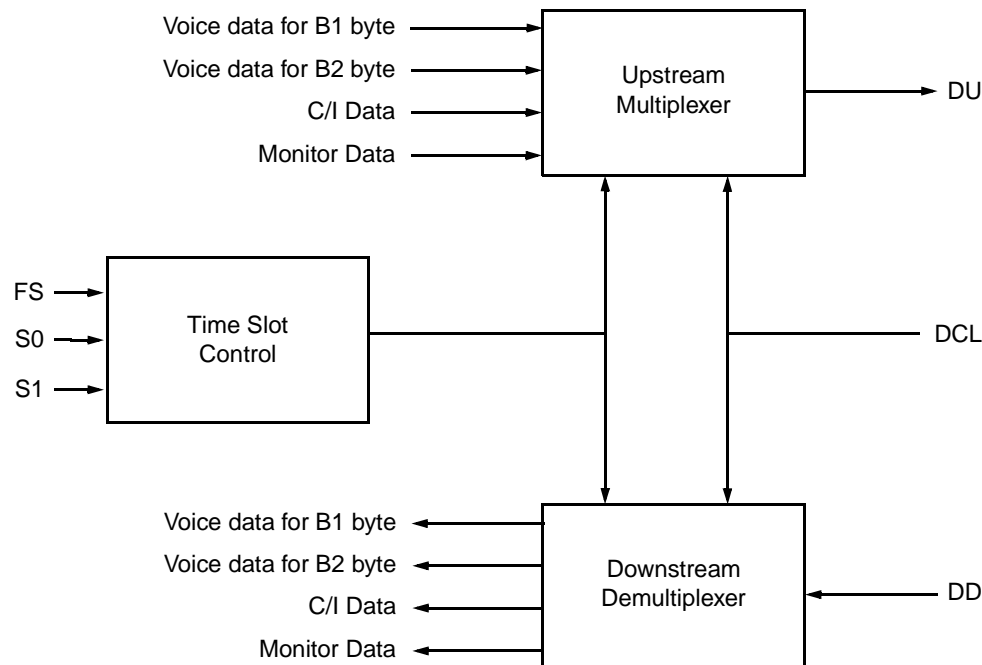 Voice data for B1 byte
Voice data for B2 byte
C/I Data
Monitor Data
Upstream
Multiplexer
DU
FS
S0
S1
Time Slot
Control
DCL
Voice data for B1 byte
Voice data for B2 byte
C/I Data
Monitor Data
Downstream
Demultiplexer
DD